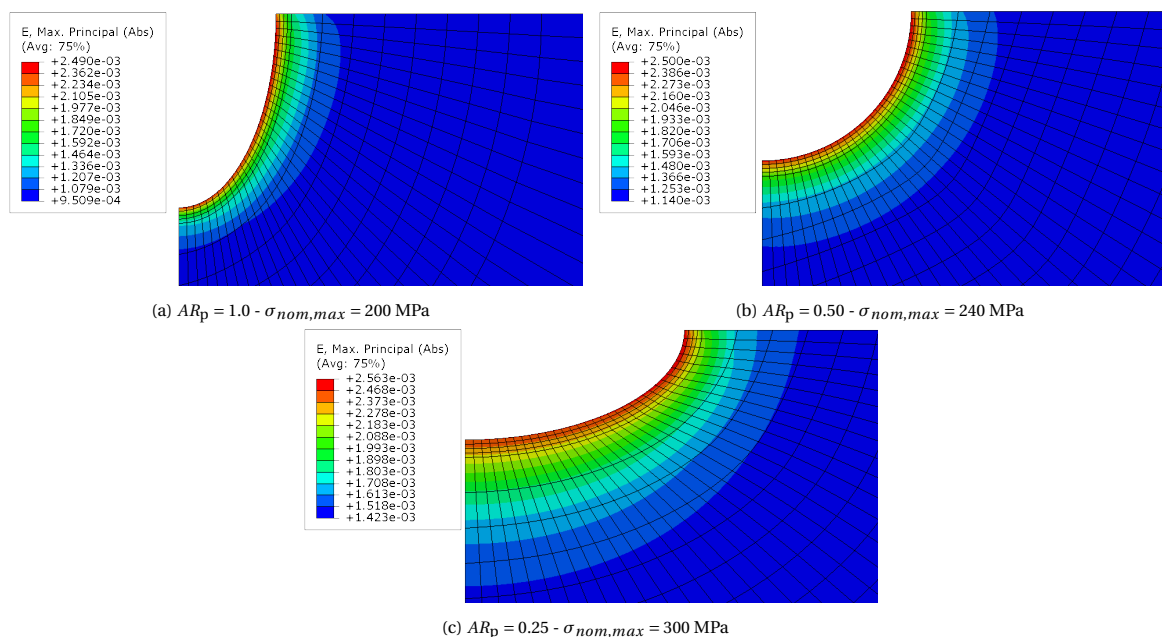 E, Max. Principal (Abs)
(Avg: 75%)
+2.490e-03
+2.362e-03
+2.234e-03
+2.105e-03
+1.977e-03
+1.849e-03
+1.720e-03
+1.592e-03
+1.464e-03
+1.336e-03
+1.207e-03
+1.079e-03
+9.509e-04
(a) ARp = 1.0 - σnom,max = 200 MPa
E, Max. Principal (Abs)
(Avg: 75%)
+2.500e-03
+2.386e-03
+2.273e-03
+2.160e-03
+2.046e-03
+1.933e-03
+1.820e-03
+1.706e-03
+1.593e-03
+1.480e-03
+1.366e-03
+1.253e-03
+1.140e-03
(b) ARp = 0.50 - σnom,max = 240 MPa
E, Max. Principal (Abs)
(Avg: 75%)
+2.563e-03
+2.468e-03
+2.373e-03
+2.278e-03
+2.183e-03
+2.088e-03
+1.993e-03
+1.898e-03
+1.803e-03
+1.708e-03
+1.613e-03
+1.518e-03
+1.423e-03
(c) ARp = 0.25 - σnom,max = 300 MPa